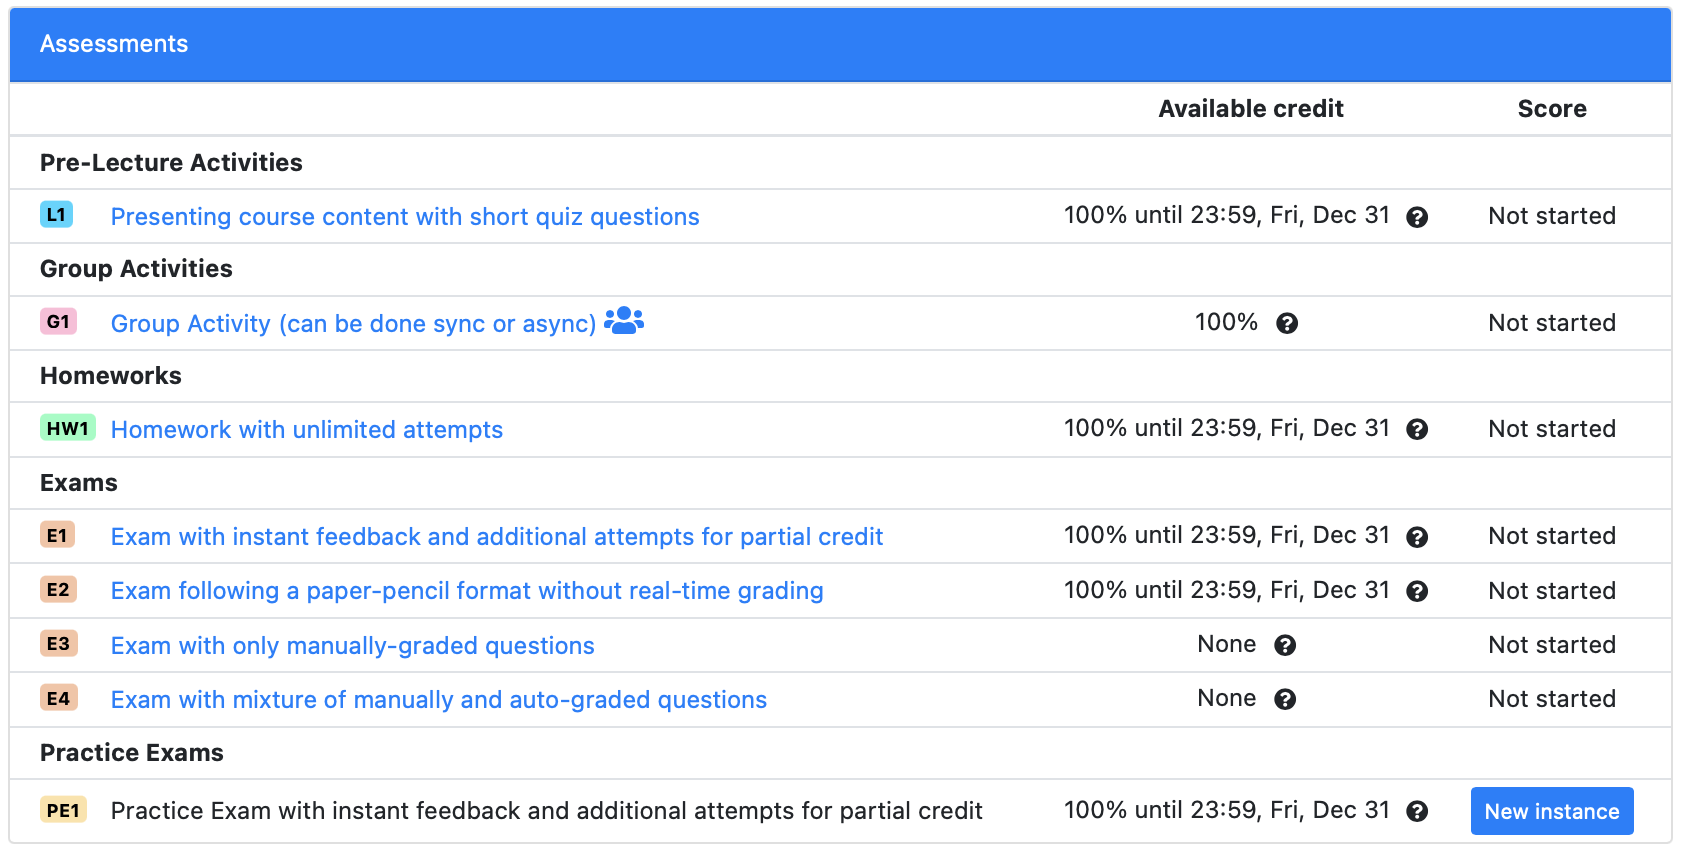 Assessments
Available credit Score
Pre-Lecture Activities
L1 Presenting course content with short quiz questions 100% until 23:59, Fri, Dec 31 ? Not started
Group Activities
G1 Group Activity (can be done sync or async) 100% ? Not started
Homeworks
HW1 Homework with unlimited attempts 100% until 23:59, Fri, Dec 31 ? Not started
Exams
E1 Exam with instant feedback and additional attempts for partial credit 100% until 23:59, Fri, Dec 31 ? Not started
E2 Exam following a paper-pencil format without real-time grading 100% until 23:59, Fri, Dec 31 ? Not started
E3 Exam with only manually-graded questions None ? Not started
E4 Exam with mixture of manually and auto-graded questions None ? Not started
Practice Exams
PE1 Practice Exam with instant feedback and additional attempts for partial credit 100% until 23:59, Fri, Dec 31 ? New instance